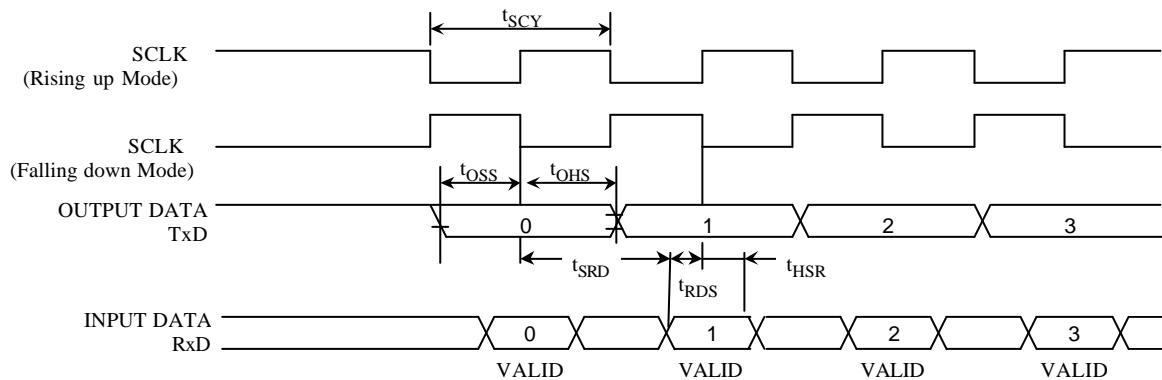 tSCY
SCLK
(Rising up Mode)
SCLK
(Falling down Mode)
tOSS tOHS
OUTPUT DATA
TxD
0 1 2 3
tSRD tRDS tHSR
INPUT DATA
RxD
0 1 2 3
VALID VALID VALID VALID